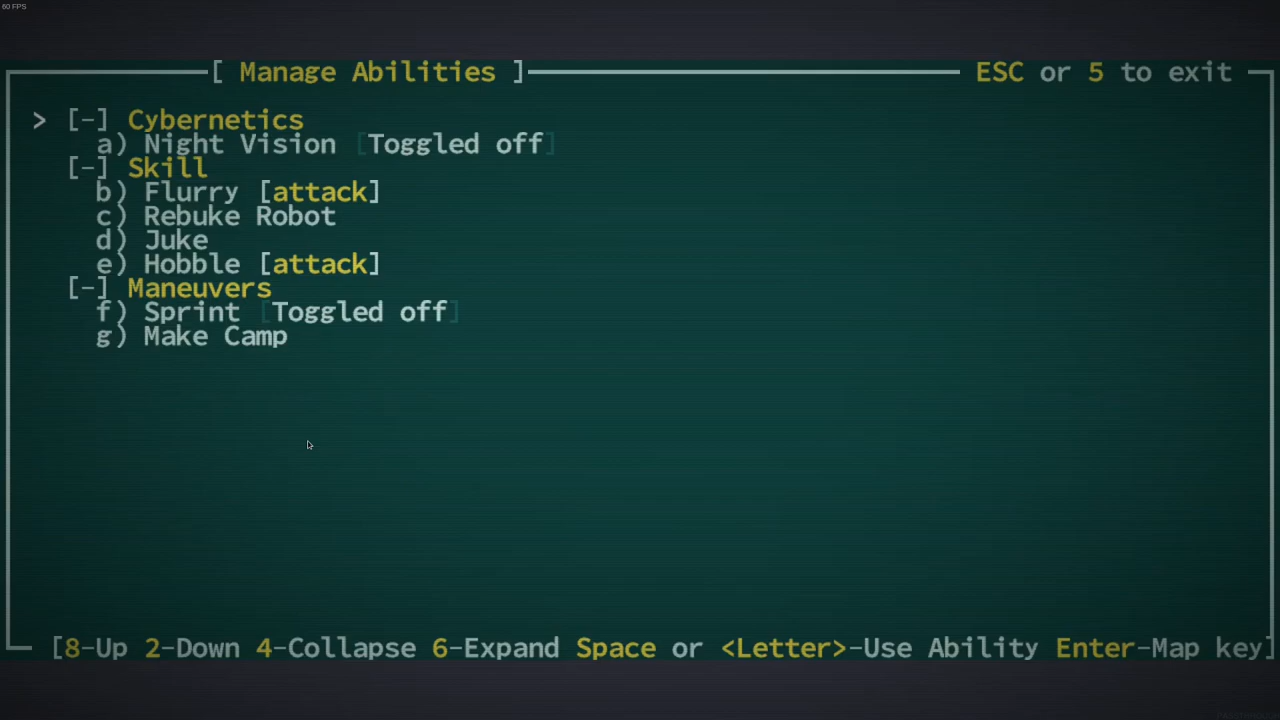 60 FPS
[ Manage Abilities ] ESC or 5 to exit
> [-] Cybernetics
a) Night Vision [Toggled off]
[-] Skill
b) Flurry [attack]
c) Rebuke Robot
d) Juke
e) Hobble [attack]
[-] Maneuvers
f) Sprint [Toggled off]
g) Make Camp
[8-Up 2-Down 4-Collapse 6-Expand Space or <Letter>-Use Ability Enter-Map key]